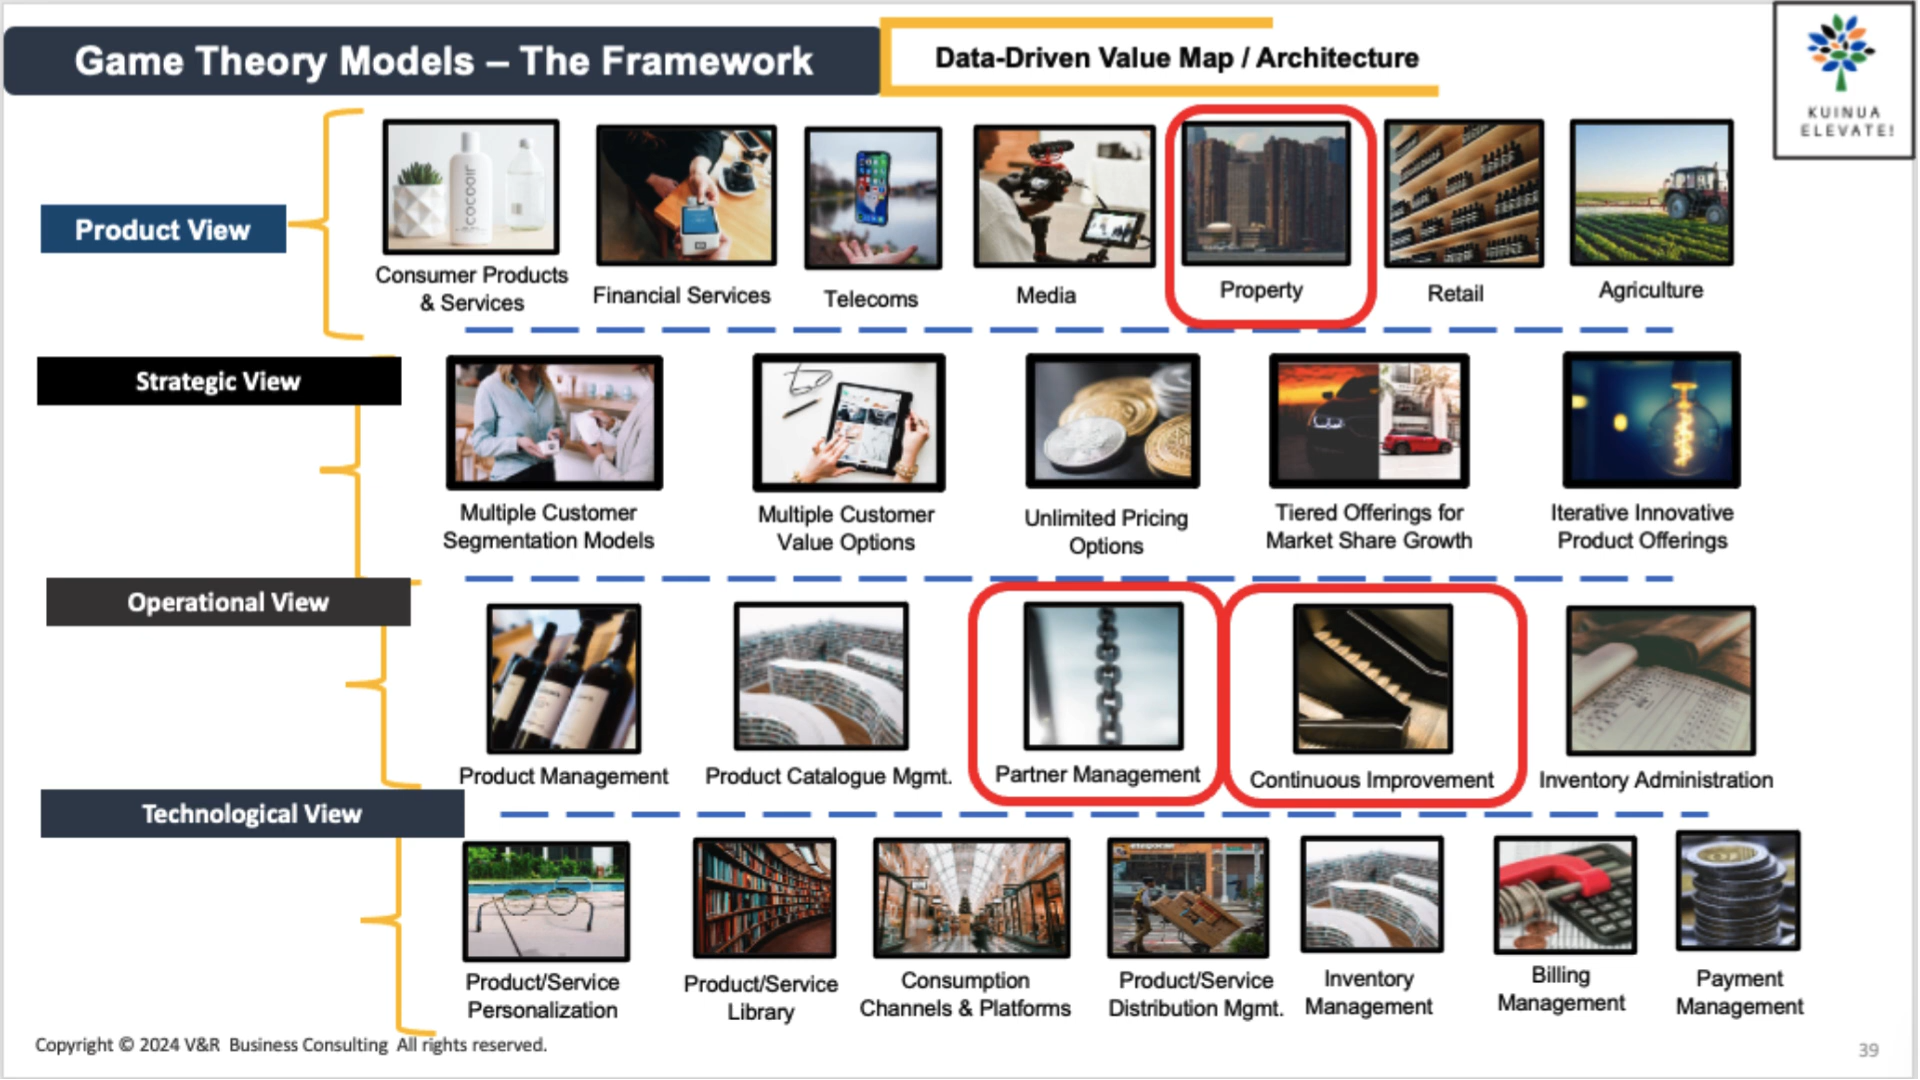 Game Theory Models – The Framework
Data-Driven Value Map / Architecture
KUINUA
ELEVATE!
Product View
cocooir
Consumer Products
& Services
Financial Services
Telecoms
Media
Property
Retail
Agriculture
Strategic View
Multiple Customer
Segmentation Models
Multiple Customer
Value Options
Unlimited Pricing
Options
Tiered Offerings for
Market Share Growth
Iterative Innovative
Product Offerings
Operational View
Product Management
Product Catalogue Mgmt.
Partner Management
Continuous Improvement
Inventory Administration
Technological View
Product/Service
Personalization
Product/Service
Library
Consumption
Channels & Platforms
Product/Service
Distribution Mgmt.
Inventory
Management
Billing
Management
Payment
Management
Copyright © 2024 V&R Business Consulting All rights reserved.
39